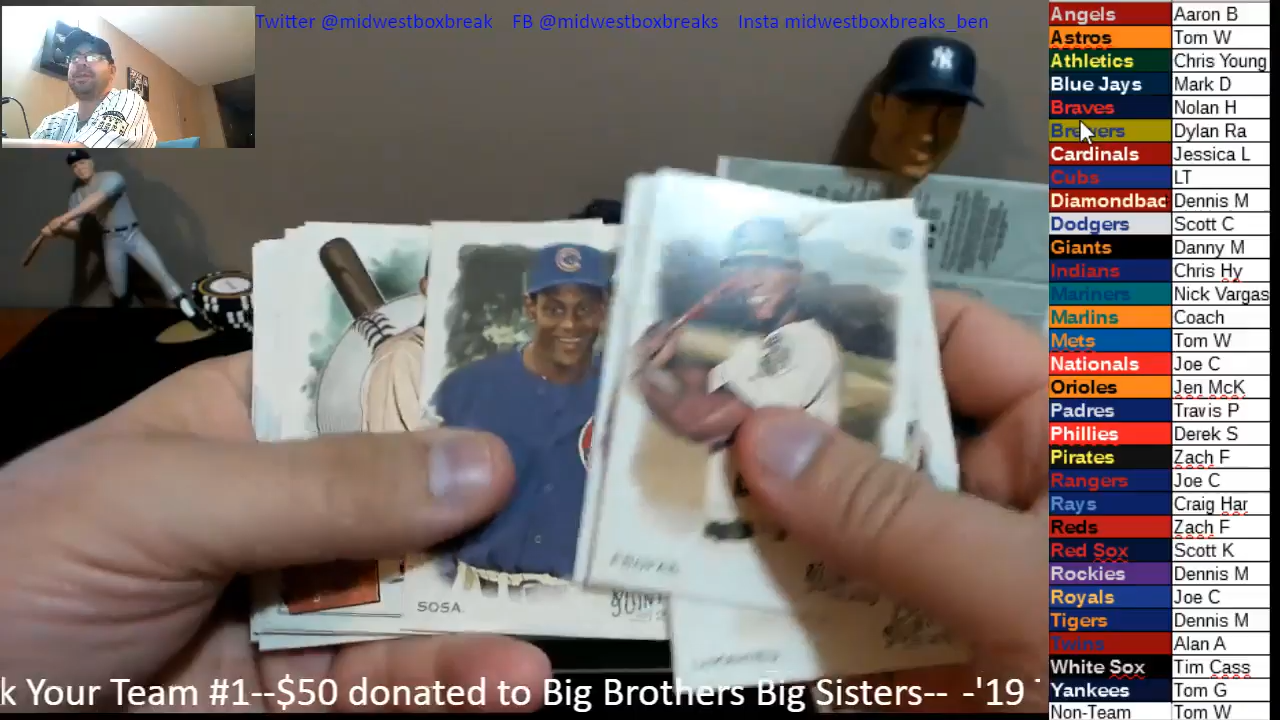 Twitter @midwestboxbreak FB @midwestboxbreaks Insta midwestboxbreaks_ben
Angels Aaron B
Astros Tom W
Athletics Chris Young
Blue Jays Mark D
Braves Nolan H
Brewers Dylan Ra
Cardinals Jessica L
Cubs LT
Diamondbac Dennis M
Dodgers Scott C
Giants Danny M
Indians Chris Hy
Mariners Nick Vargas
Marlins Coach
Mets Tom W
Nationals Joe C
Orioles Jen McK
Padres Travis P
Phillies Derek S
Pirates Zach F
Rangers Joe C
Rays Craig Har
Reds Zach F
Red Sox Scott K
Rockies Dennis M
Royals Joe C
Tigers Dennis M
Twins Alan A
White Sox Tim Cass
Yankees Tom G
Non-Team Tom W
SOSA
k Your Team #1--$50 donated to Big Brothers Big Sisters-- -'19